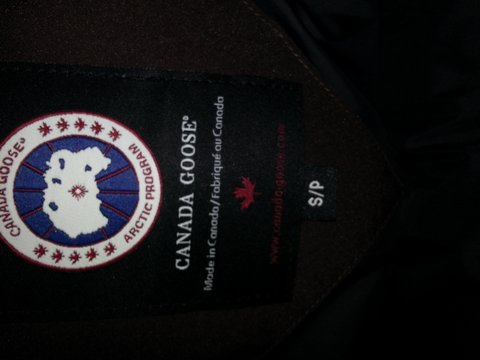 CANADA GOOSE®
ARCTIC PROGRAM
CANADA GOOSE®
Made in Canada/Fabriqué au Canada
www.canada-goose.com
S/P